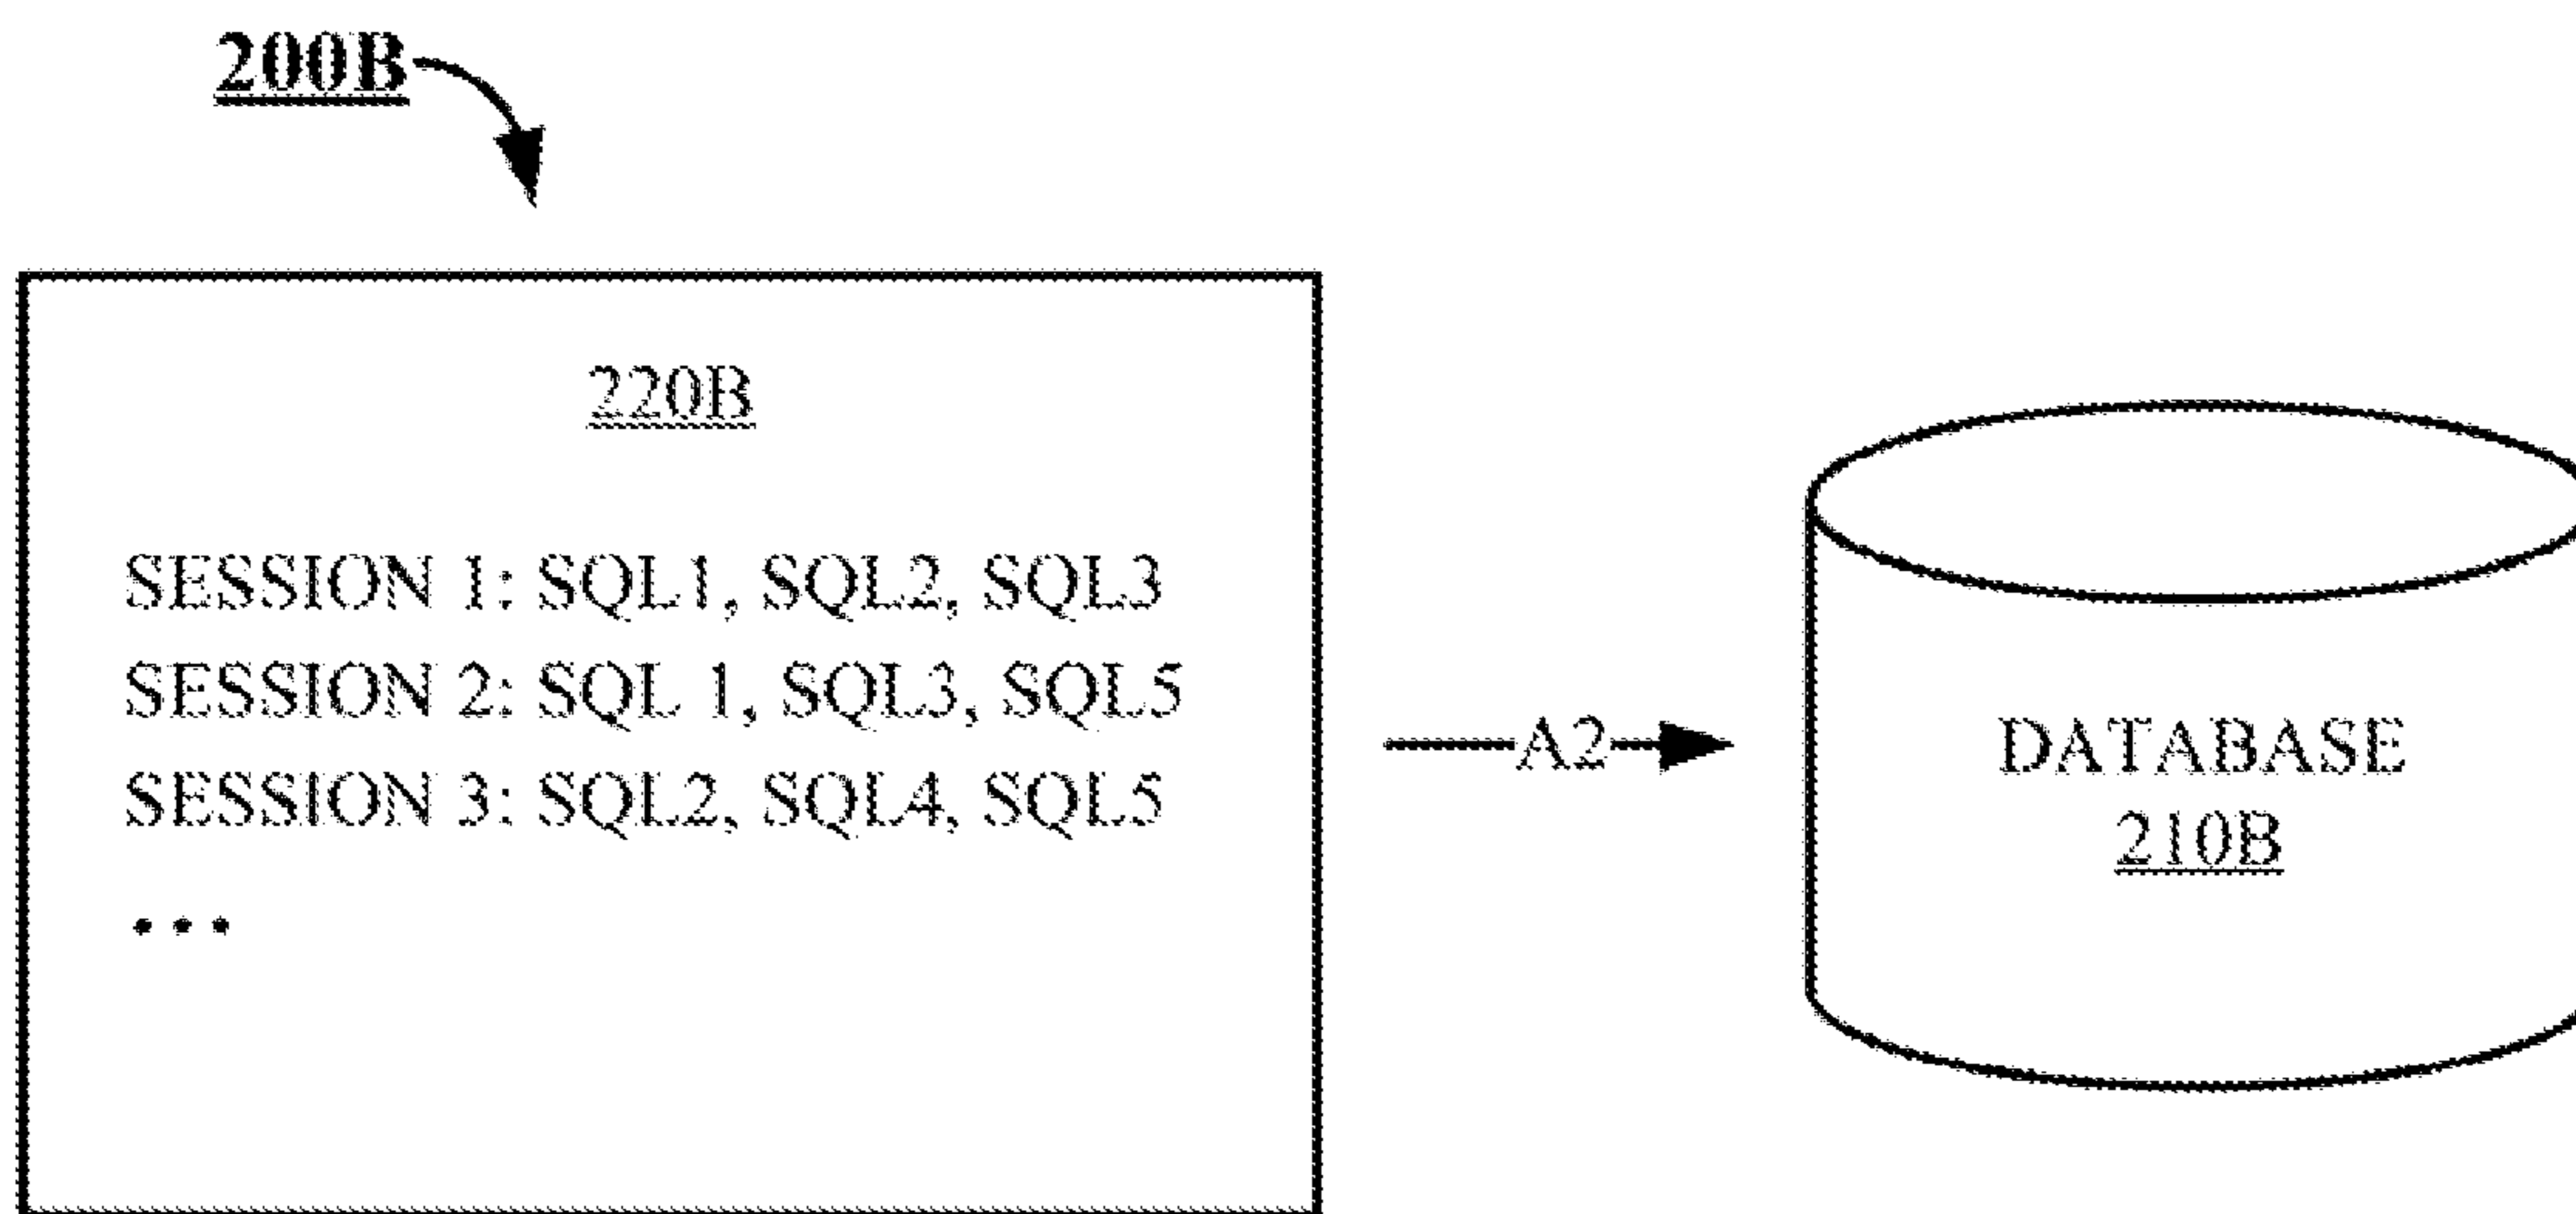 200B
220B
SESSION 1: SQL1, SQL2, SQL3
SESSION 2: SQL 1, SQL3, SQL5
SESSION 3: SQL2, SQL4, SQL5
...
A2
DATABASE
210B